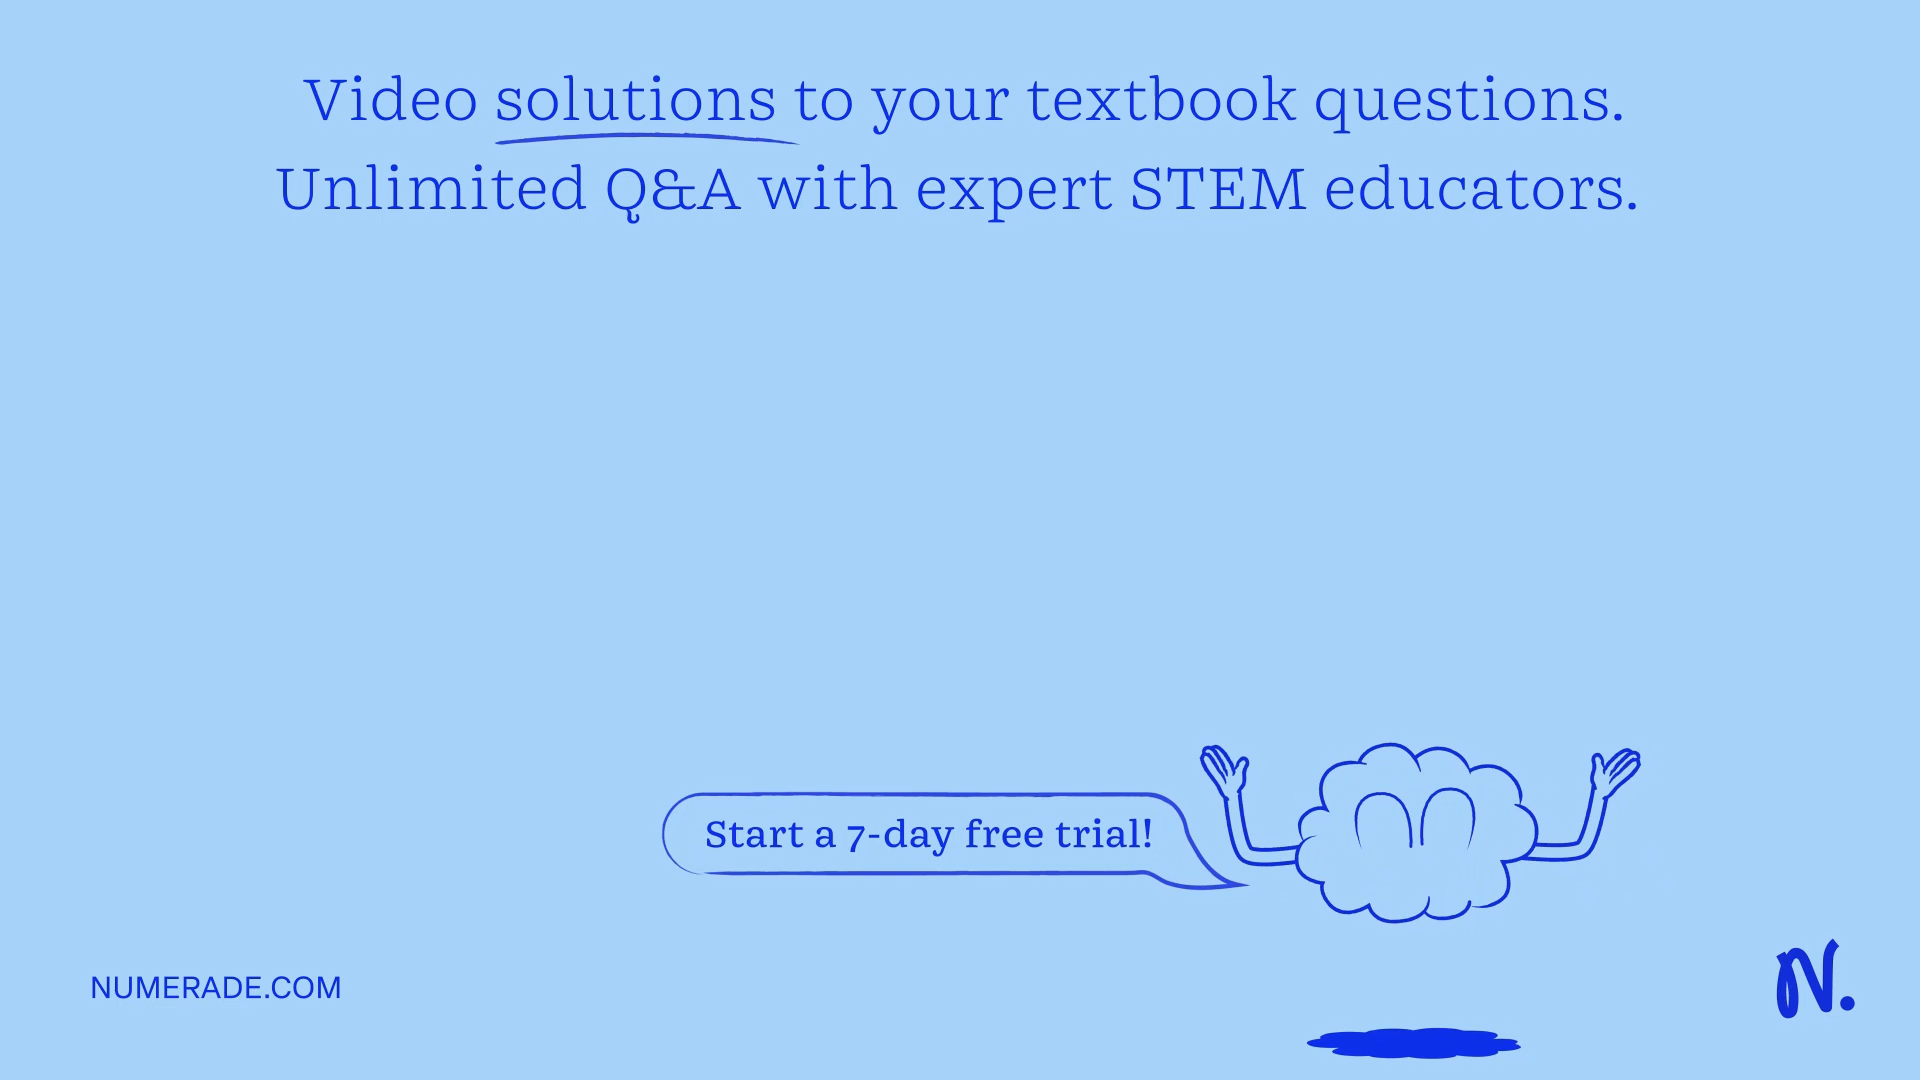 Video solutions to your textbook questions.
Unlimited Q&A with expert STEM educators.
Start a 7-day free trial!
NUMERADE.COM
N.